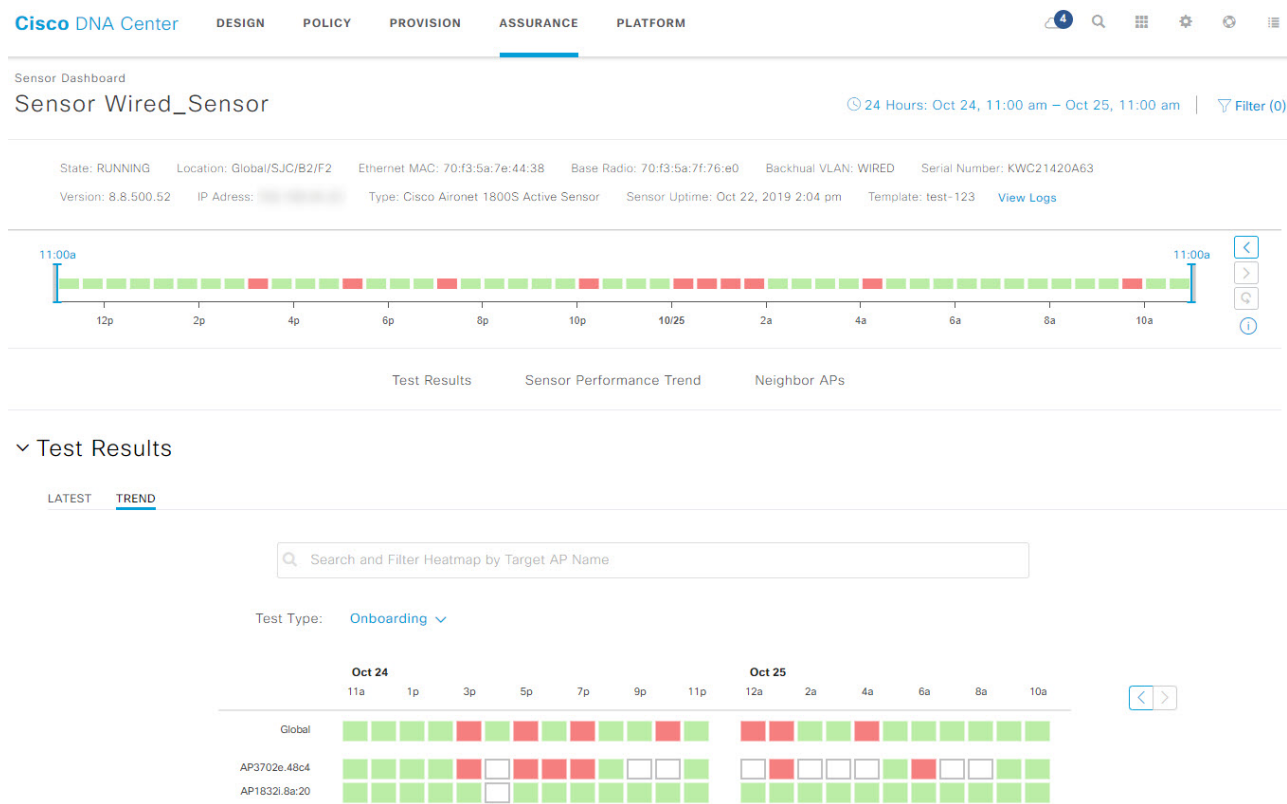 Cisco DNA Center DESIGN POLICY PROVISION ASSURANCE PLATFORM 4
Sensor Dashboard
Sensor Wired_Sensor
24 Hours: Oct 24, 11:00 am – Oct 25, 11:00 am Filter (0)
State: RUNNING Location: Global/SJC/B2/F2 Ethernet MAC: 70:f3:5a:7e:44:38 Base Radio: 70:f3:5a:7f:76:e0 Backhual VLAN: WIRED Serial Number: KWC21420A63
Version: 8.8.500.52 IP Adress: Type: Cisco Aironet 1800S Active Sensor Sensor Uptime: Oct 22, 2019 2:04 pm Template: test-123 View Logs
11:00a 11:00a
12p 2p 4p 6p 8p 10p 10/25 2a 4a 6a 8a 10a
Test Results Sensor Performance Trend Neighbor APs
Test Results
LATEST TREND
Search and Filter Heatmap by Target AP Name
Test Type: Onboarding
Oct 24 Oct 25
11a 1p 3p 5p 7p 9p 11p 12a 2a 4a 6a 8a 10a
Global
AP3702e.48c4
AP1832i.8a:20